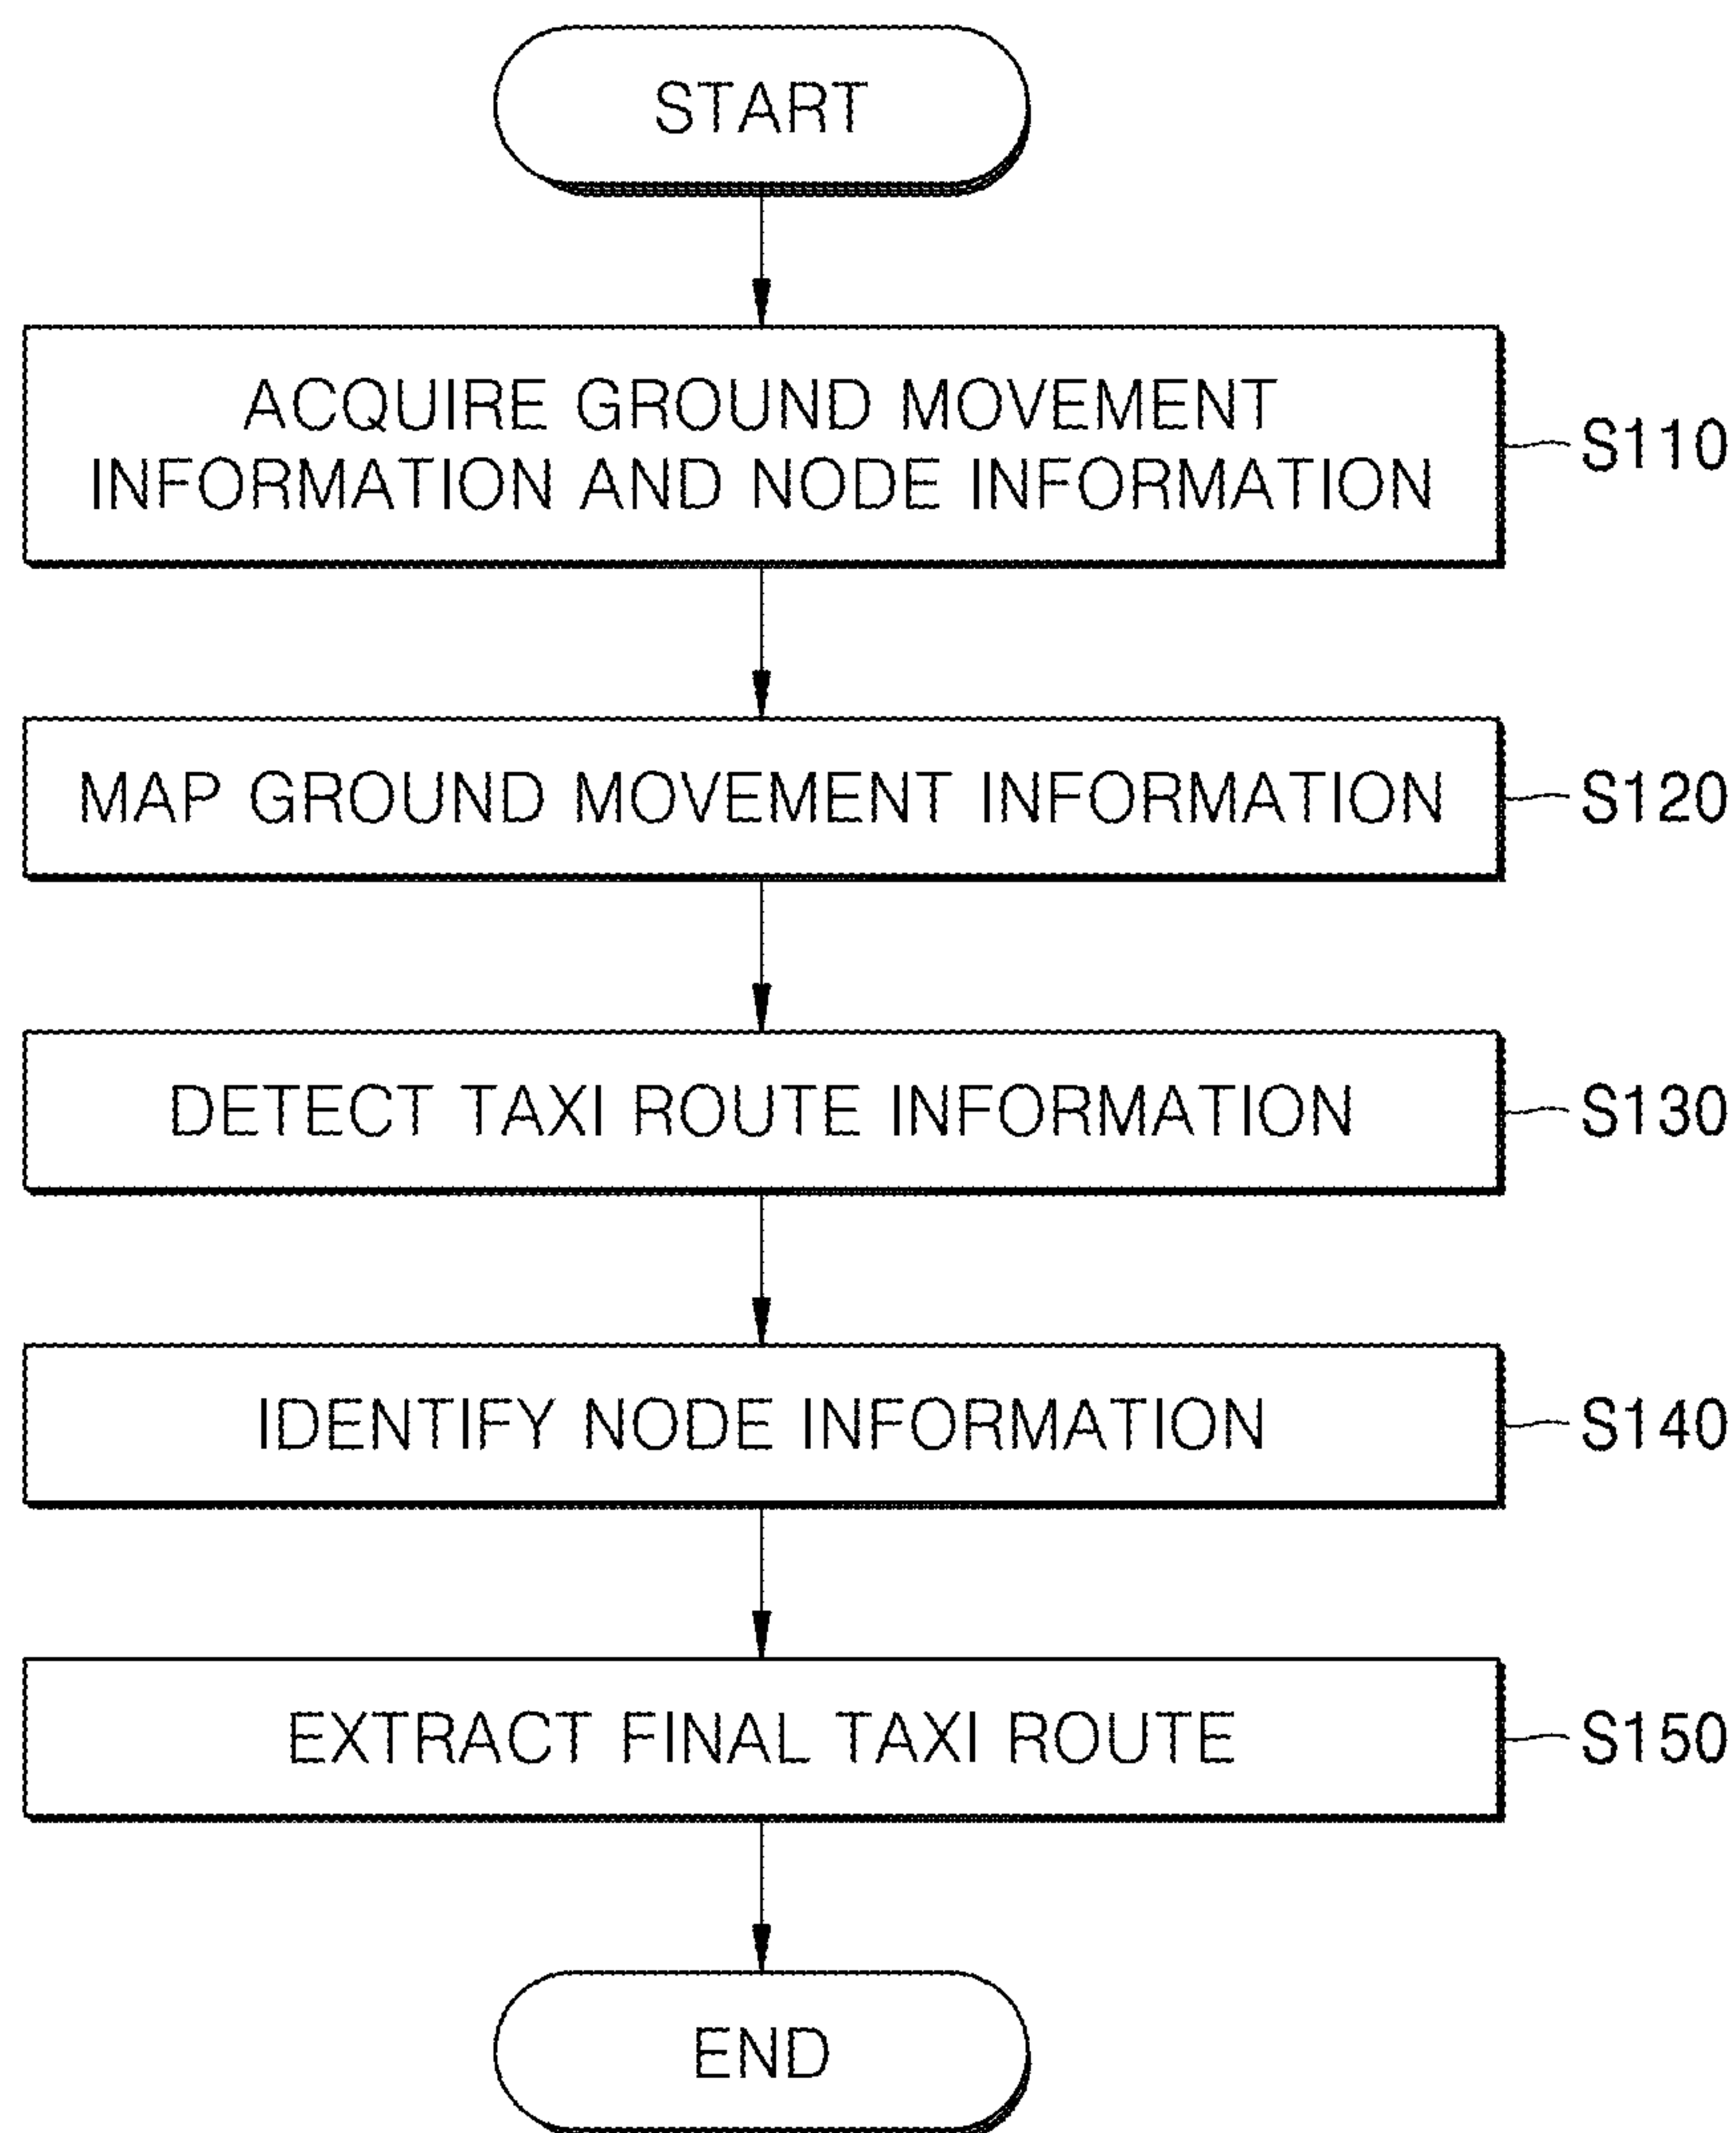 START
ACQUIRE GROUND MOVEMENT
INFORMATION AND NODE INFORMATION
S110
MAP GROUND MOVEMENT INFORMATION
S120
DETECT TAXI ROUTE INFORMATION
S130
IDENTIFY NODE INFORMATION
S140
EXTRACT FINAL TAXI ROUTE
S150
END